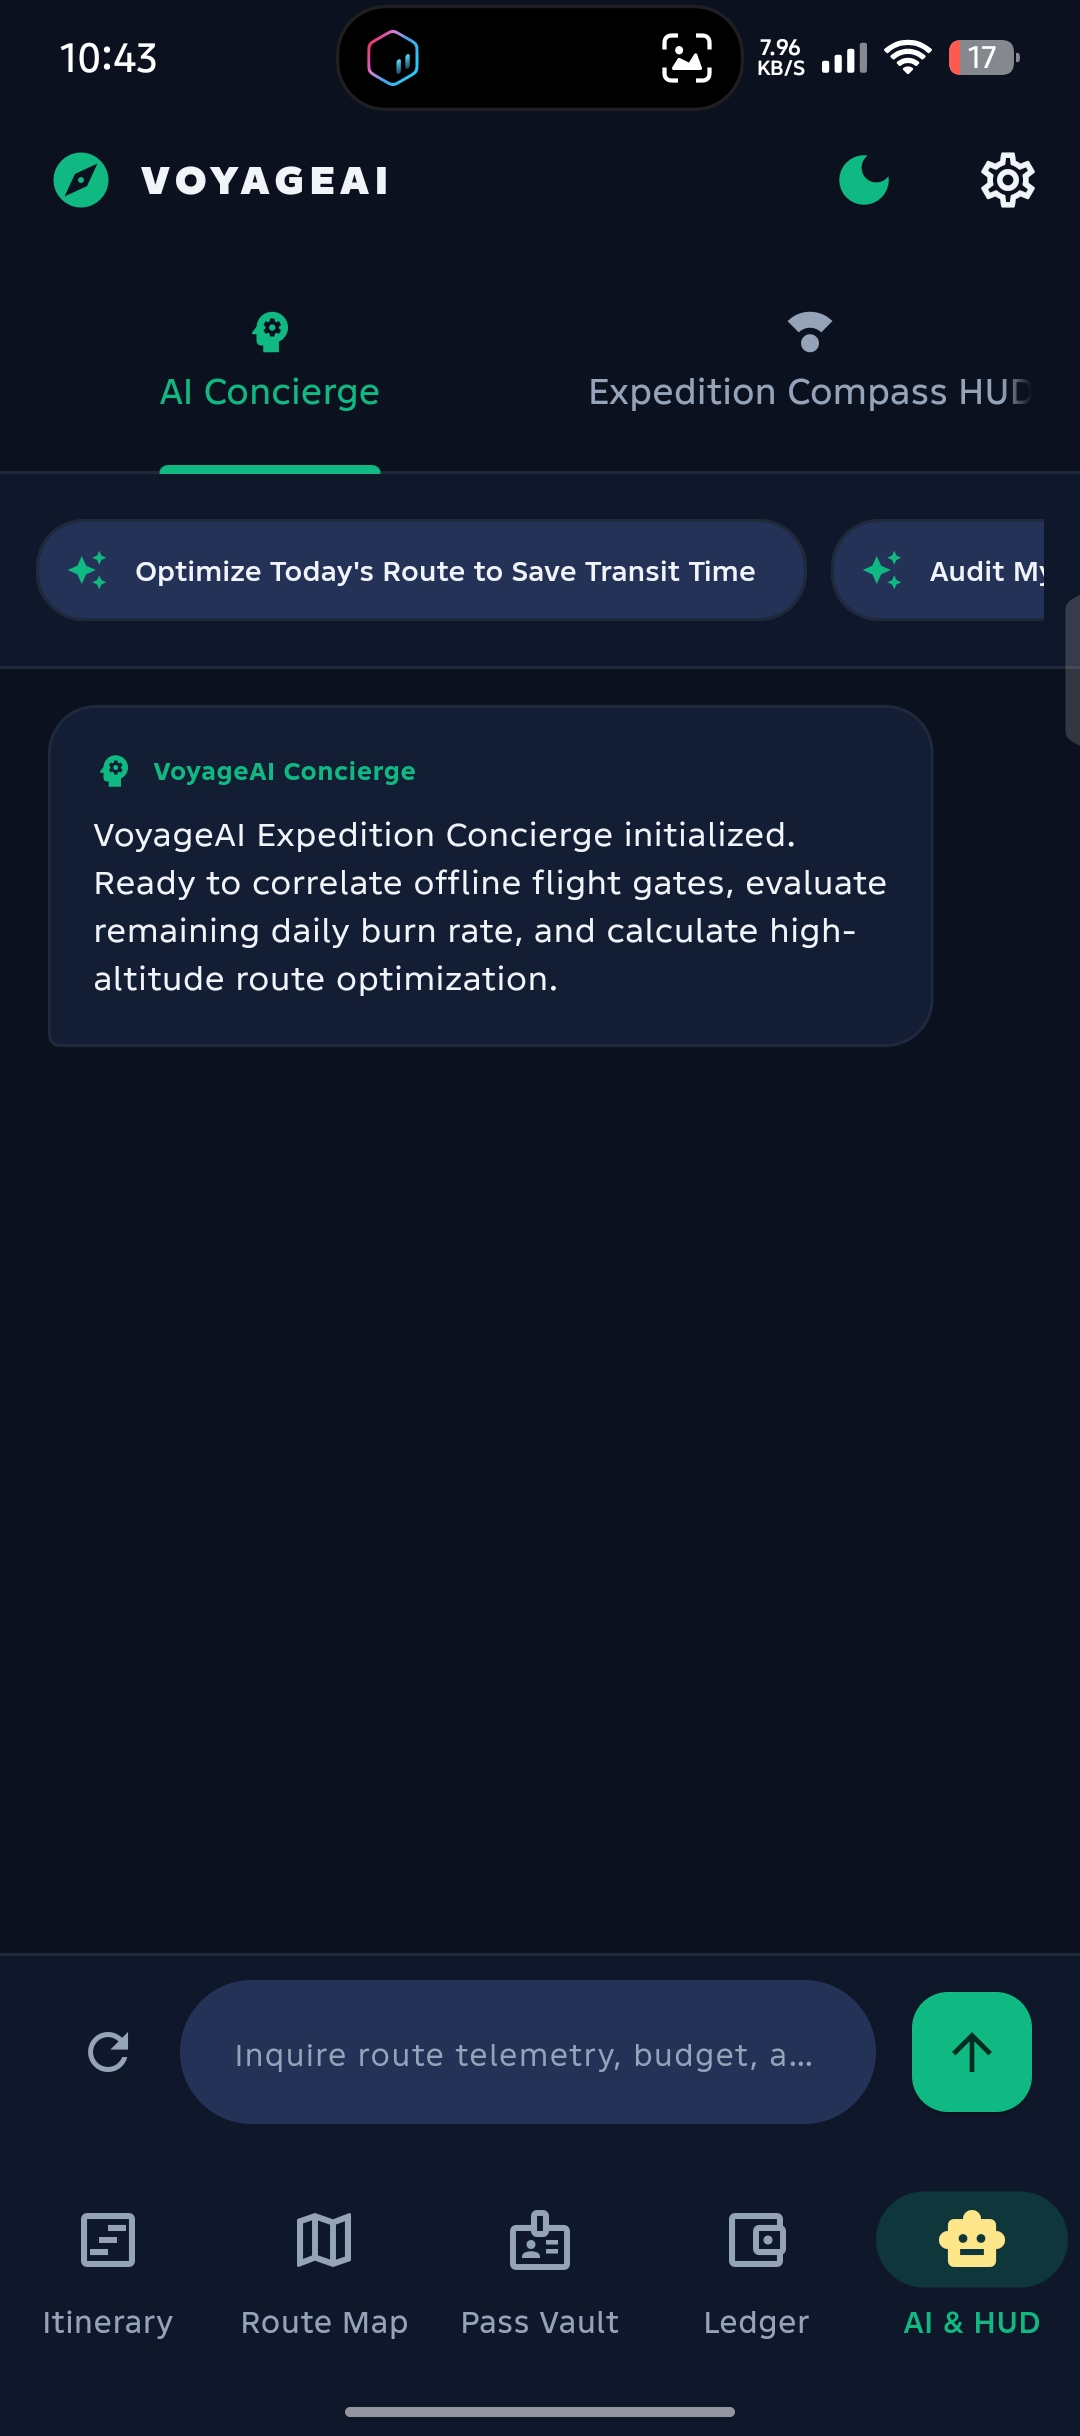 10:43
7.96
KB/S
17
VOYAGEAI
AI Concierge
Expedition Compass HUD
Optimize Today's Route to Save Transit Time
Audit My
VoyageAI Concierge
VoyageAI Expedition Concierge initialized.
Ready to correlate offline flight gates, evaluate
remaining daily burn rate, and calculate high-
altitude route optimization.
Inquire route telemetry, budget, a...
Itinerary
Route Map
Pass Vault
Ledger
AI & HUD